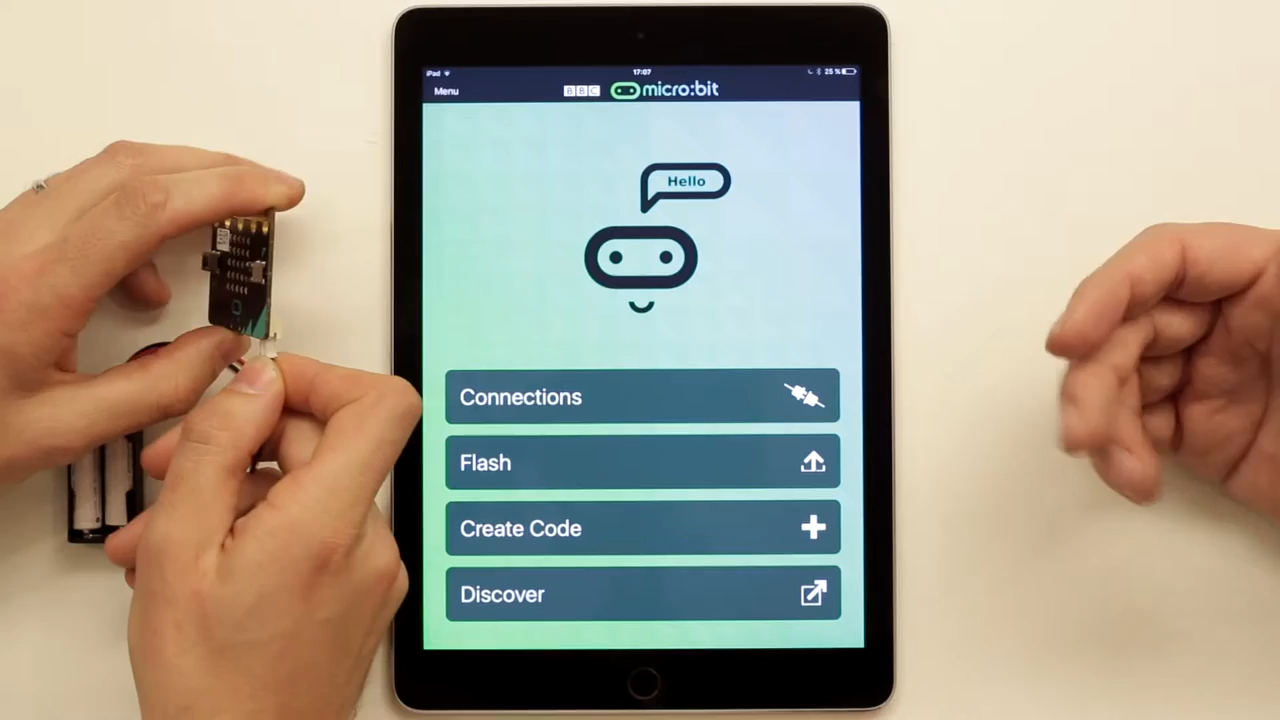 iPad 17:07 25 %
Menu BBC micro:bit
Hello
Connections
Flash
Create Code
Discover